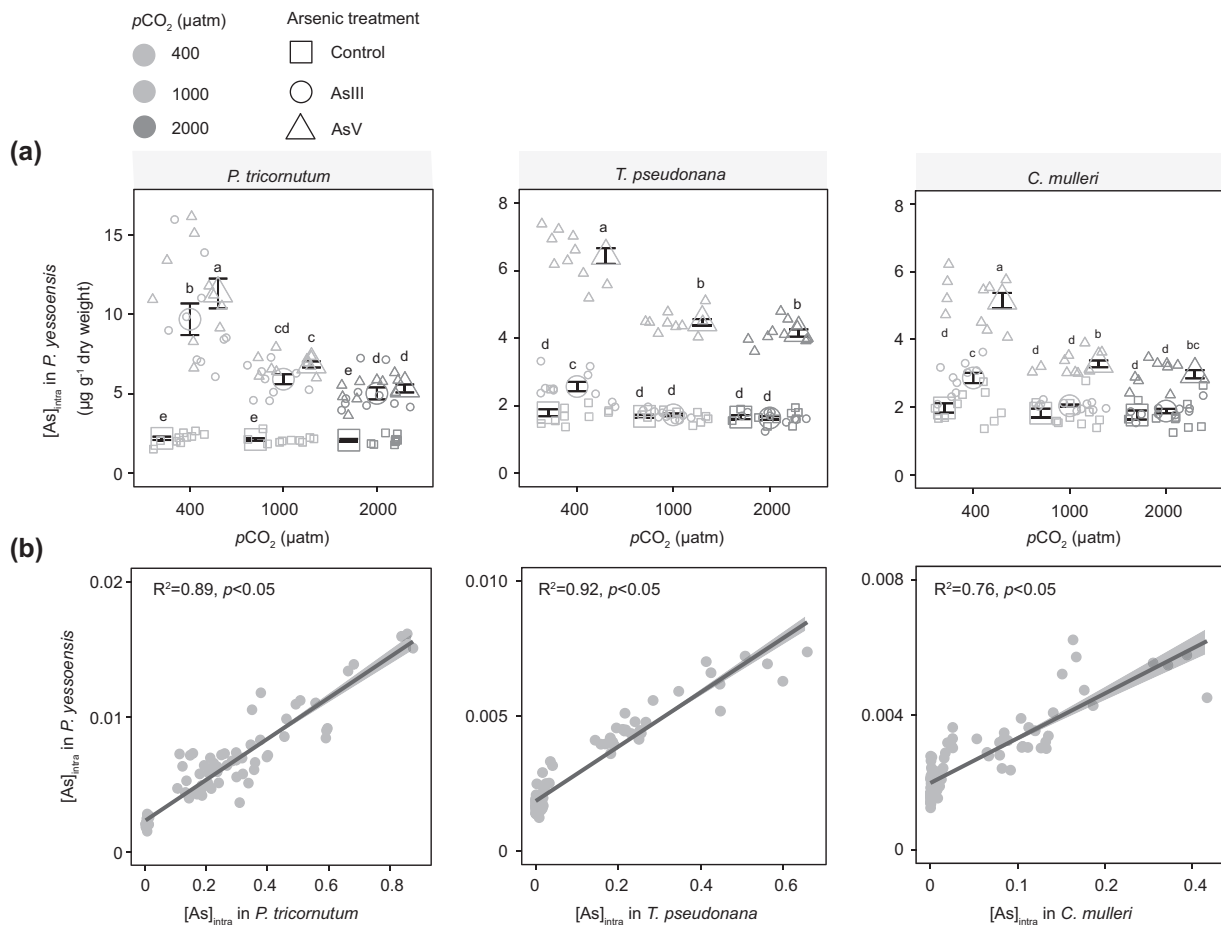 pCO2 (µatm)
Arsenic treatment
400
Control
1000
AsIII
2000
AsV
(a)
P. tricornutum
T. pseudonana
C. mulleri
[As]intra in P. yessoensis
(µg g-1 dry weight)
15
10
5
0
a
b
cd
c
d
d
e
e
e
400
1000
2000
pCO2 (µatm)
8
6
4
2
0
a
b
b
c
d
d
d
d
d
400
1000
2000
pCO2 (µatm)
8
6
4
2
0
a
b
bc
c
d
d
d
d
d
400
1000
2000
pCO2 (µatm)
(b)
[As]intra in P. yessoensis
R2=0.89, p<0.05
0.02
0.01
0
0
0.2
0.4
0.6
0.8
[As]intra in P. tricornutum
R2=0.92, p<0.05
0.010
0.005
0
0
0.2
0.4
0.6
[As]intra in T. pseudonana
R2=0.76, p<0.05
0.008
0.004
0
0
0.1
0.2
0.4
[As]intra in C. mulleri